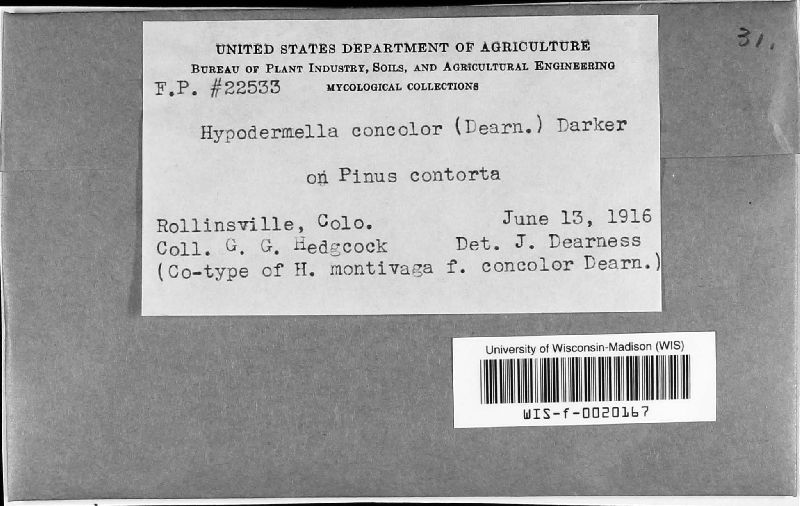 31.
UNITED STATES DEPARTMENT OF AGRICULTURE
BUREAU OF PLANT INDUSTRY, SOILS, AND AGRICULTURAL ENGINEERING
F.P. #22533 MYCOLOGICAL COLLECTIONS
Hypodermella concolor (Dearn.) Darker
on Pinus contorta
Rollinsville, Colo. June 13, 1916
Coll. G. G. Hedgcock Det. J. Dearness
(Co-type of H. montivaga f. concolor Dearn.)
University of Wisconsin-Madison (WIS)
WIS-f-0020167